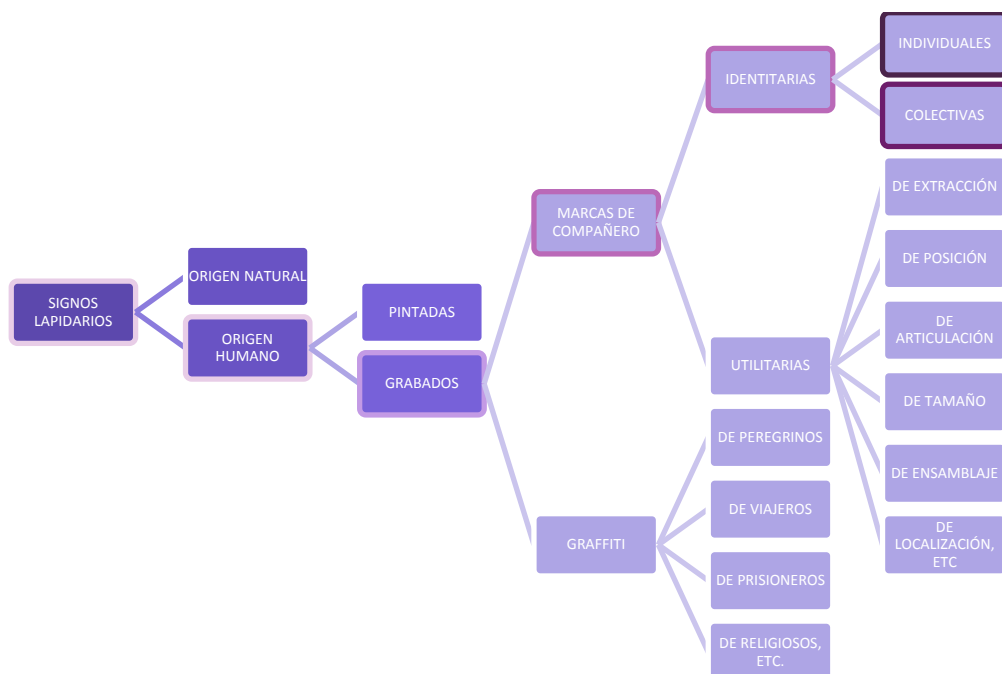 SIGNOS
LAPIDARIOS
ORIGEN NATURAL
ORIGEN
HUMANO
PINTADAS
GRABADOS
MARCAS DE
COMPAÑERO
IDENTITARIAS
INDIVIDUALES
COLECTIVAS
UTILITARIAS
DE EXTRACCIÓN
DE POSICIÓN
DE
ARTICULACIÓN
DE TAMAÑO
DE ENSAMBLAJE
DE
LOCALIZACIÓN,
ETC
GRAFFITI
DE PEREGRINOS
DE VIAJEROS
DE PRISIONEROS
DE RELIGIOSOS,
ETC.